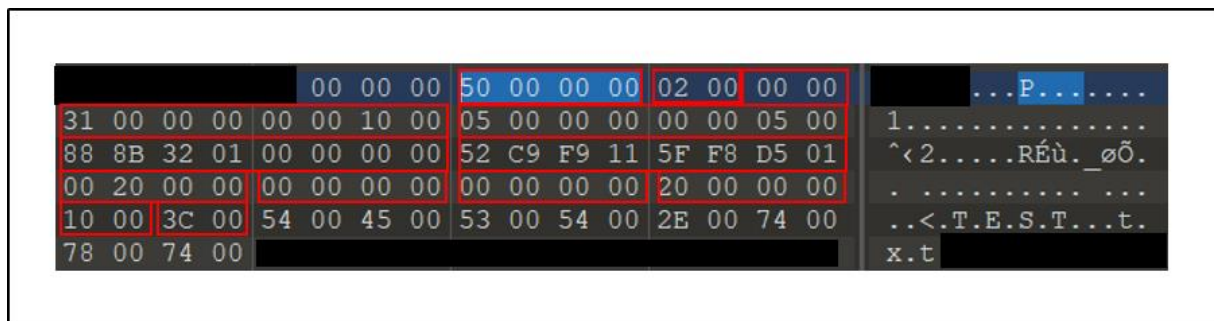 00 00 00 50 00 00 00 02 00 00 00 ...P.......
31 00 00 00 00 00 10 00 05 00 00 00 00 00 05 00 1...............
88 8B 32 01 00 00 00 00 52 C9 F9 11 5F F8 D5 01 ˆ‹2.....RÉù._øÕ.
00 20 00 00 00 00 00 00 00 00 00 00 20 00 00 00 . .......... ...
10 00 3C 00 54 00 45 00 53 00 54 00 2E 00 74 00 ..<.T.E.S.T...t.
78 00 74 00 x.t